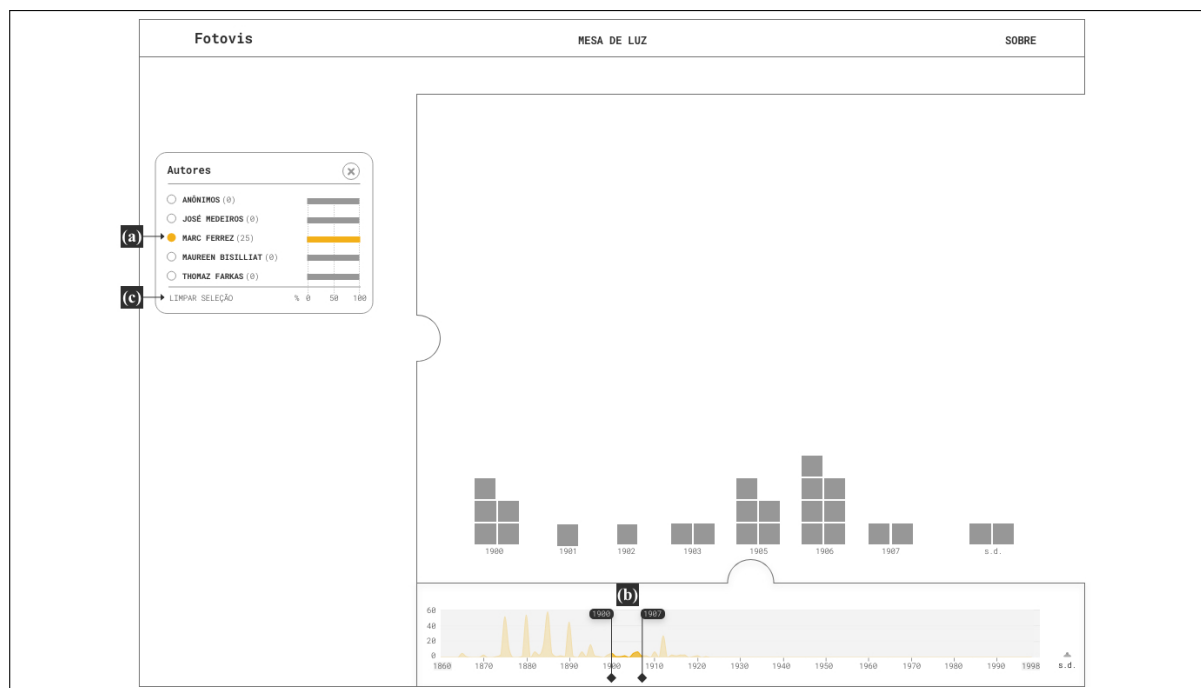 Fotovis MESA DE LUZ SOBRE
Autores
ANÔNIMOS (0)
JOSÉ MEDEIROS (0)
(a) MARC FERREZ (25)
MAUREEN BISILLIAT (0)
THOMAZ FARKAS (0)
(c) LIMPAR SELEÇÃO % 0 50 100
1900 1901 1902 1903 1905 1906 1907 s.d.
(b)
1900 1907
60
40
20
0
1860 1870 1880 1890 1900 1910 1920 1930 1940 1950 1960 1970 1980 1990 1998 s.d.